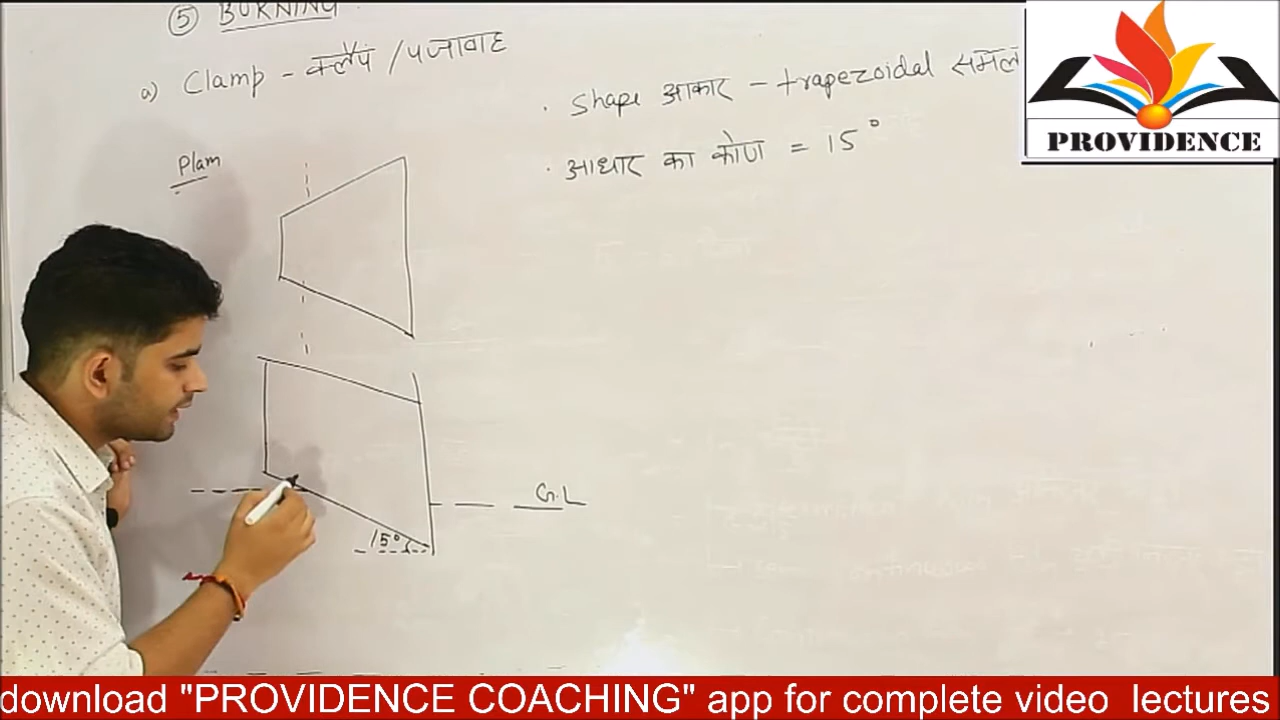 ⑤ BURNING
a) Clamp - क्लैंप / पजावाह
. Shape आकार - trapezoidal समलं
. आधार का कोण = 15°
Plam
G.L
15°
PROVIDENCE
download "PROVIDENCE COACHING" app for complete video lectures